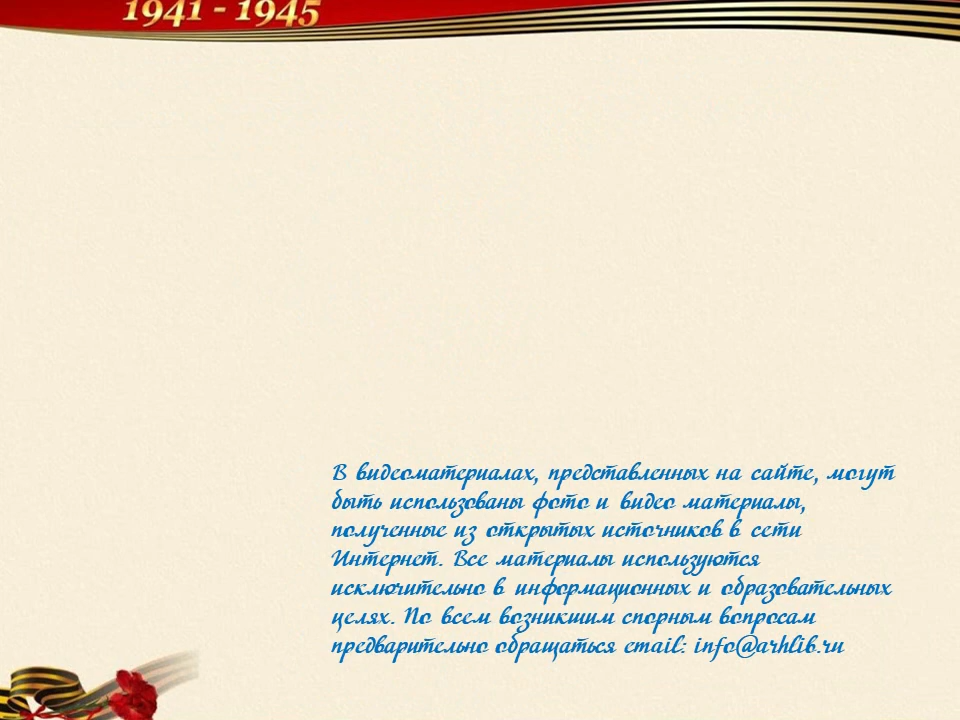 1941 - 1945
В видеоматериалах, представленных на сайте, могут
быть использованы фото и видео материалы,
полученные из открытых источников в сети
Интернет. Все материалы используются
исключительно в информационных и образовательных
целях. По всем возникшим спорным вопросам
предварительно обращаться email: info@arhlib.ru